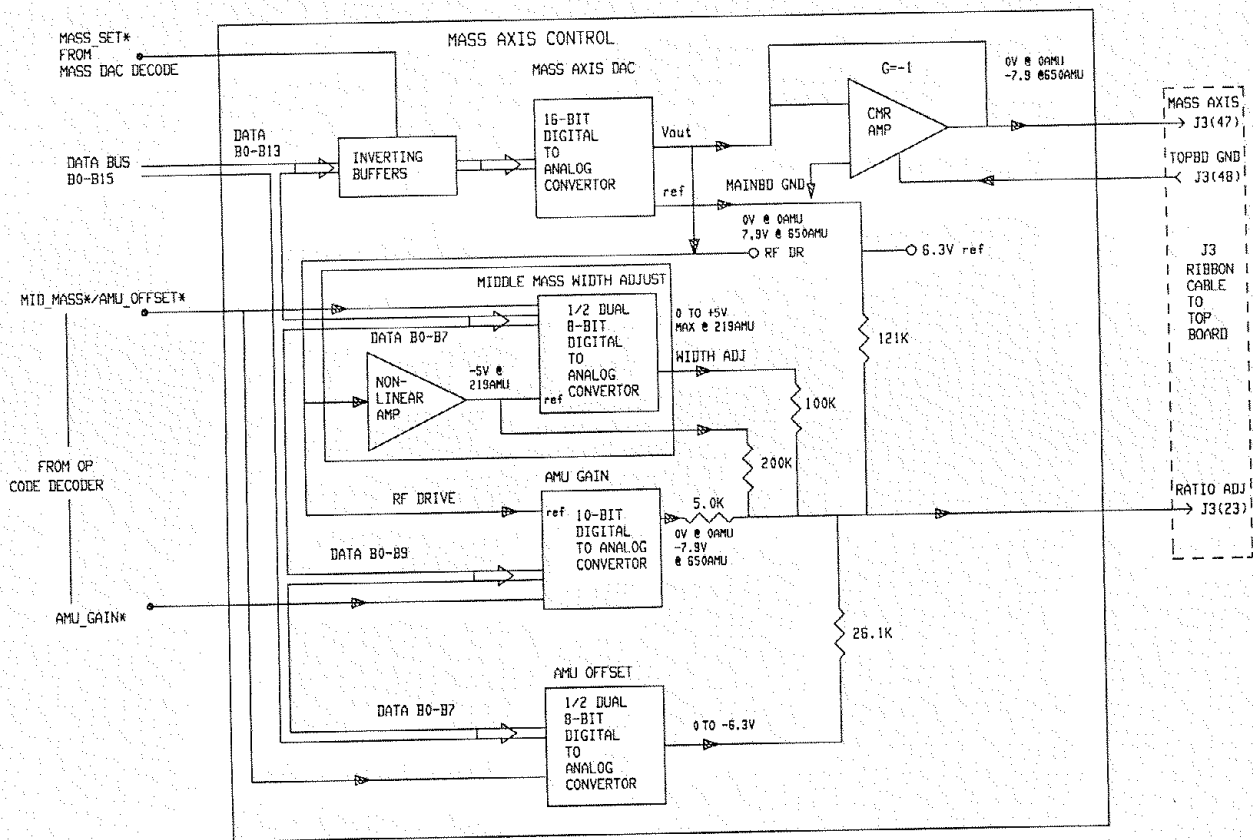 MASS AXIS CONTROL
MASS_SET*
FROM
MASS DAC DECODE
DATA BUS
B0-B15
DATA
B0-B13
INVERTING
BUFFERS
MASS AXIS DAC
16-BIT
DIGITAL
TO
ANALOG
CONVERTOR
Vout
ref
G=-1
CMR
AMP
MAINBD GND
0V @ 0AMU
-7.9 @650AMU
MASS AXIS
J3(47)
TOPBD GND
J3(48)
0V @ 0AMU
7.9V @ 650AMU
RF DR
6.3V ref
J3
RIBBON
CABLE
TO
TOP
BOARD
MID_MASS*/AMU_OFFSET*
MIDDLE MASS WIDTH ADJUST
DATA B0-B7
1/2 DUAL
8-BIT
DIGITAL
TO
ANALOG
CONVERTOR
ref
0 TO +5V
MAX @ 219AMU
WIDTH ADJ
NON-
LINEAR
AMP
-5V @
219AMU
121K
100K
200K
FROM OP
CODE DECODER
RF DRIVE
AMU GAIN
ref
10-BIT
DIGITAL
TO ANALOG
CONVERTOR
5.0K
0V @ 0AMU
-7.9V
@ 650AMU
RATIO ADJ
J3(23)
DATA B0-B9
AMU_GAIN*
26.1K
AMU OFFSET
DATA B0-B7
1/2 DUAL
8-BIT
DIGITAL
TO
ANALOG
CONVERTOR
0 TO -6.3V